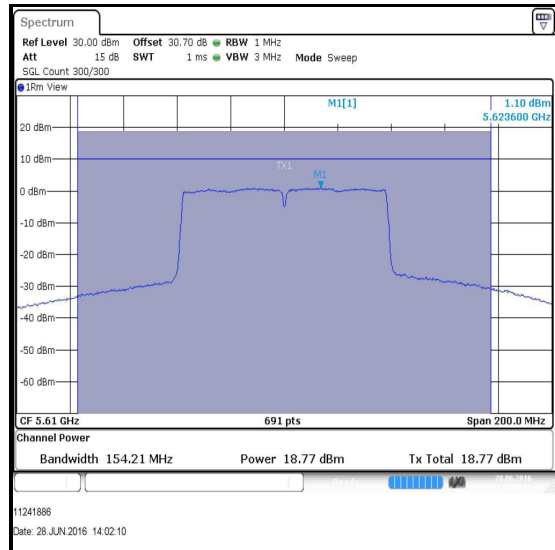 Spectrum
Ref Level 30.00 dBm Offset 30.70 dB RBW 1 MHz
Att 15 dB SWT 1 ms VBW 3 MHz Mode Sweep
SGL Count 300/300
1Rm View
M1[1] 1.10 dBm
5.623600 GHz
20 dBm
10 dBm
TX1
M1
0 dBm
-10 dBm
-20 dBm
-30 dBm
-40 dBm
-50 dBm
-60 dBm
CF 5.61 GHz 691 pts Span 200.0 MHz
Channel Power
Bandwidth 154.21 MHz Power 18.77 dBm Tx Total 18.77 dBm
28.06.2016
11241886
Date: 28.JUN.2016 14:02:10